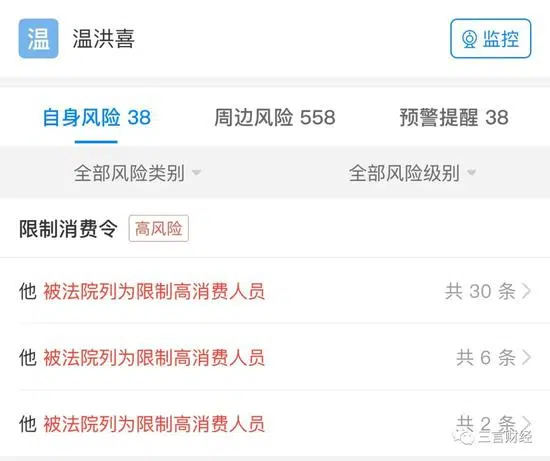 温 温洪喜 监控
自身风险 38 周边风险 558 预警提醒 38
全部风险类别 全部风险级别
限制消费令 高风险
他 被法院列为限制高消费人员 共 30 条
他 被法院列为限制高消费人员 共 6 条
他 被法院列为限制高消费人员 共 2 条
三言财经